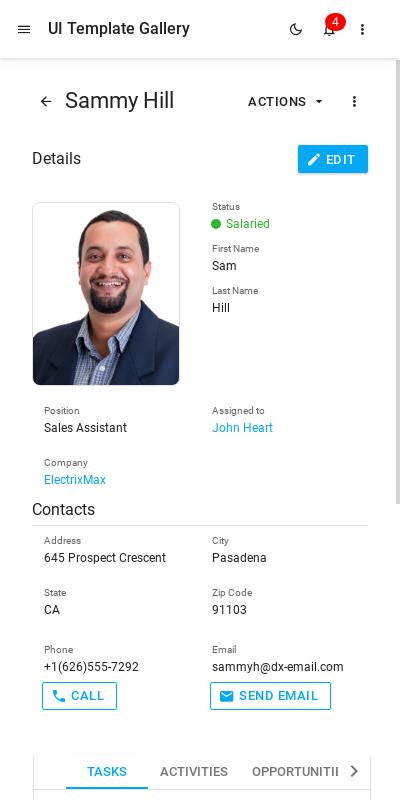 UI Template Gallery
4
Sammy Hill
ACTIONS
Details
EDIT
Status
Salaried
First Name
Sam
Last Name
Hill
Position
Sales Assistant
Assigned to
John Heart
Company
ElectrixMax
Contacts
Address
645 Prospect Crescent
City
Pasadena
State
CA
Zip Code
91103
Phone
+1(626)555-7292
Email
sammyh@dx-email.com
CALL
SEND EMAIL
TASKS
ACTIVITIES
OPPORTUNITII